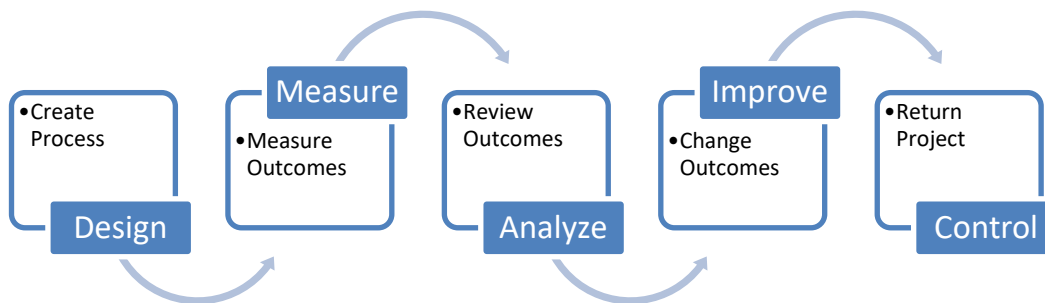 •Create
Process
Design
Measure
•Measure
Outcomes
•Review
Outcomes
Analyze
Improve
•Change
Outcomes
•Return
Project
Control